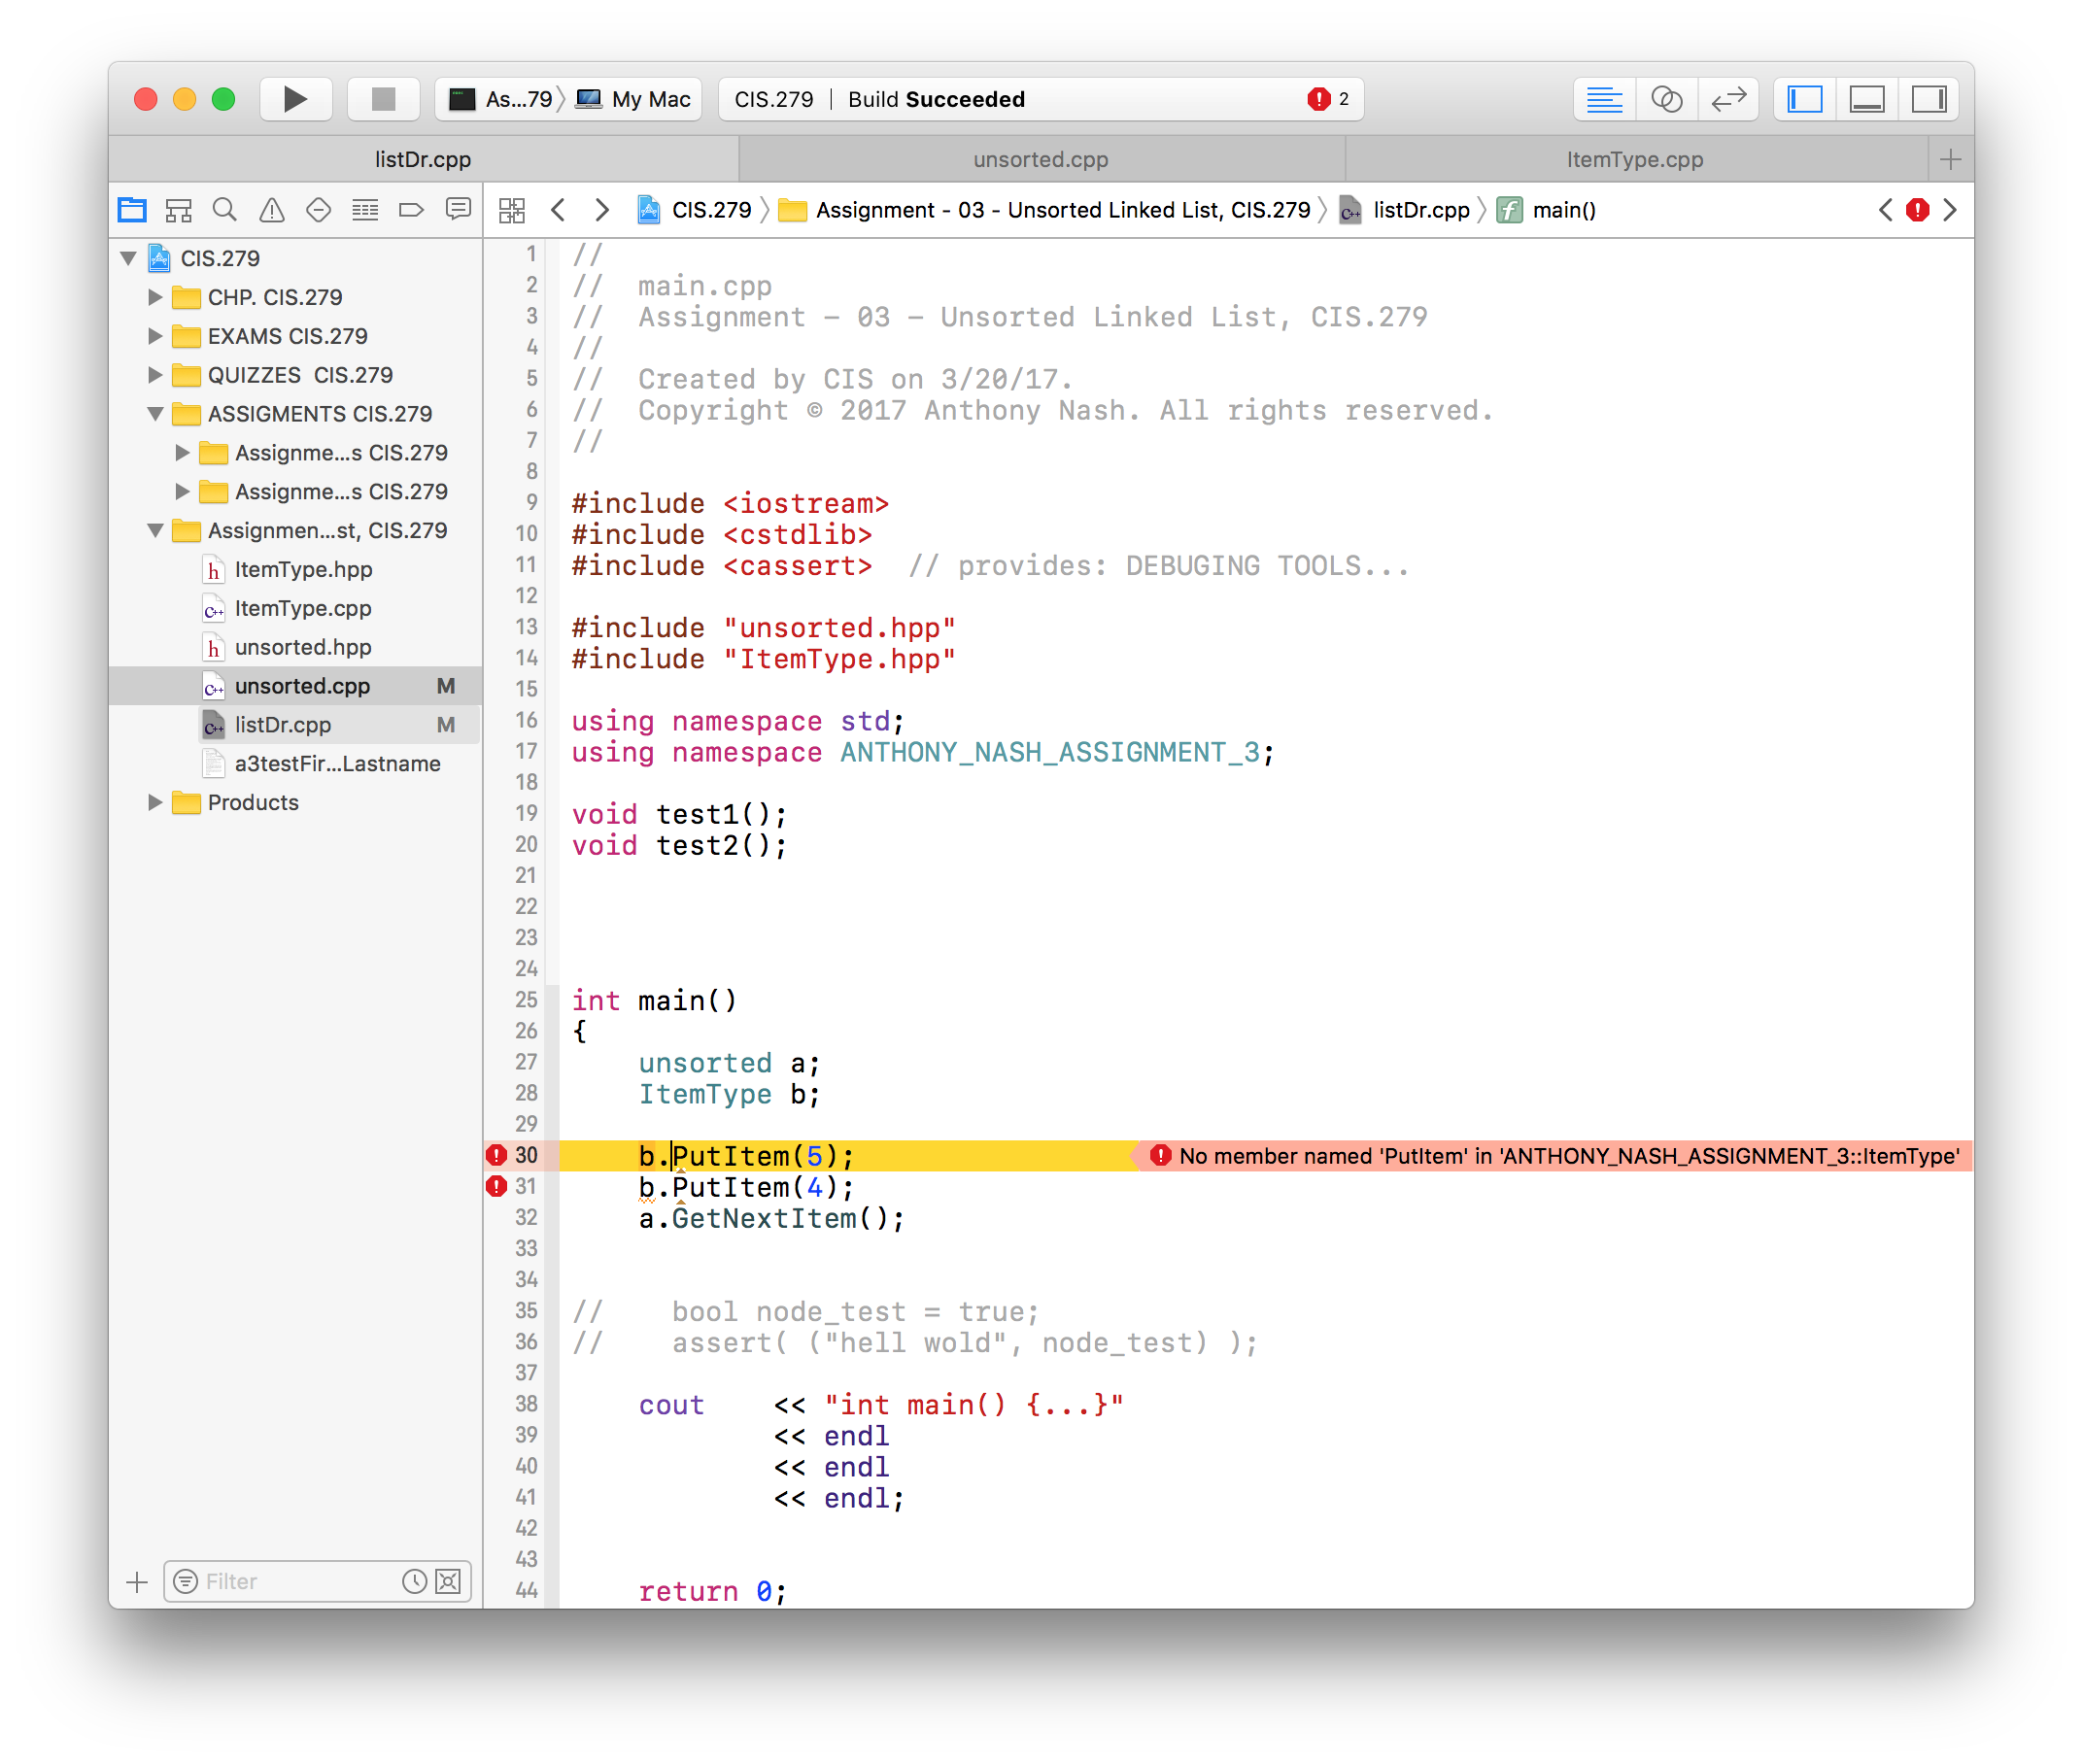 As...79 〉 My Mac
CIS.279 | Build Succeeded
2
listDr.cpp
unsorted.cpp
ItemType.cpp
CIS.279 〉 Assignment - 03 - Unsorted Linked List, CIS.279 〉 listDr.cpp 〉 main()
CIS.279
CHP. CIS.279
EXAMS CIS.279
QUIZZES  CIS.279
ASSIGMENTS CIS.279
Assignme...s CIS.279
Assignme...s CIS.279
Assignmen...st, CIS.279
ItemType.hpp
ItemType.cpp
unsorted.hpp
unsorted.cpp M
listDr.cpp M
a3testFir...Lastname
Products
Filter
1 //
2 //  main.cpp
3 //  Assignment - 03 - Unsorted Linked List, CIS.279
4 //
5 //  Created by CIS on 3/20/17.
6 //  Copyright © 2017 Anthony Nash. All rights reserved.
7 //
8
9 #include <iostream>
10 #include <cstdlib>
11 #include <cassert>  // provides: DEBUGING TOOLS...
12
13 #include "unsorted.hpp"
14 #include "ItemType.hpp"
15
16 using namespace std;
17 using namespace ANTHONY_NASH_ASSIGNMENT_3;
18
19 void test1();
20 void test2();
21
22
23
24
25 int main()
26 {
27     unsorted a;
28     ItemType b;
29
30     b.PutItem(5); No member named 'PutItem' in 'ANTHONY_NASH_ASSIGNMENT_3::ItemType'
31     b.PutItem(4);
32     a.GetNextItem();
33
34
35 //    bool node_test = true;
36 //    assert( ("hell wold", node_test) );
37
38     cout    << "int main() {...}"
39             << endl
40             << endl
41             << endl;
42
43
44     return 0;